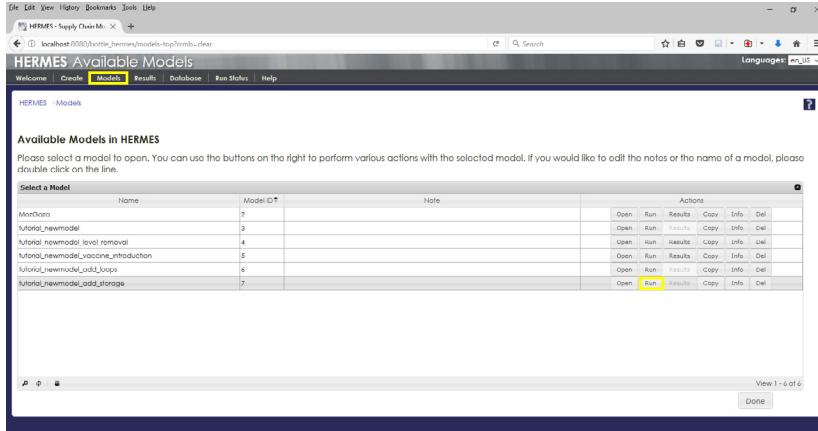 File Edit View History Bookmarks Tools Help
HERMES - Supply Chain Mo × +
localhost:8080/bottle_hermes/models-top?crmb=clear Search
HERMES Available Models Languages: en_US
Welcome Create Models Results Database Run Status Help
HERMES Models ?
Available Models in HERMES
Please select a model to open. You can use the buttons on the right to perform various actions with the selected model. If you would like to edit the notes or the name of a model, please
double click on the line.
Select a Model
Name Model ID Note Actions
MozGaza 2 Open Run Results Copy Info Del
tutorial_newmodel 3 Open Run Results Copy Info Del
tutorial_newmodel_level_removal 4 Open Run Results Copy Info Del
tutorial_newmodel_vaccine_introduction 5 Open Run Results Copy Info Del
tutorial_newmodel_add_loops 6 Open Run Results Copy Info Del
tutorial_newmodel_add_storage 7 Open Run Results Copy Info Del
View 1 - 6 of 6
Done